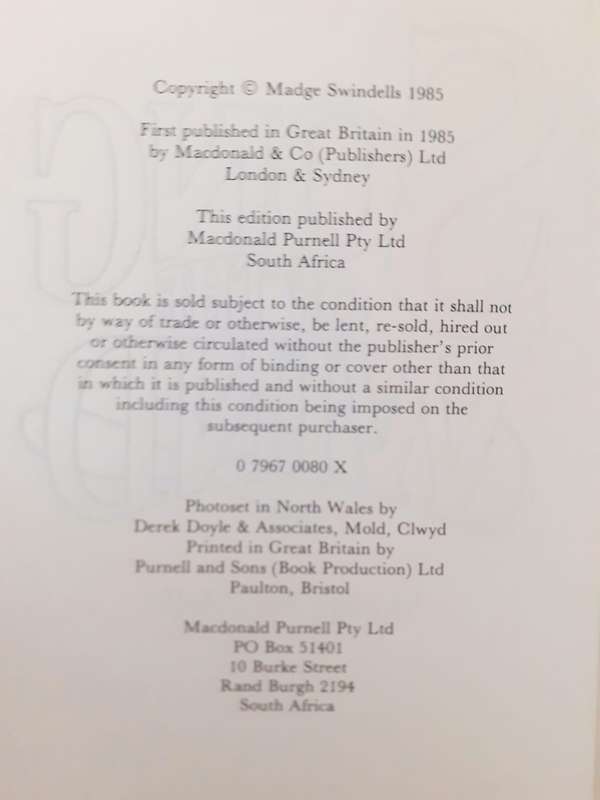 Copyright © Madge Swindells 1985
First published in Great Britain in 1985
by Macdonald & Co (Publishers) Ltd
London & Sydney
This edition published by
Macdonald Purnell Pty Ltd
South Africa
This book is sold subject to the condition that it shall not
by way of trade or otherwise, be lent, re-sold, hired out
or otherwise circulated without the publisher's prior
consent in any form of binding or cover other than that
in which it is published and without a similar condition
including this condition being imposed on the
subsequent purchaser.
0 7967 0080 X
Photoset in North Wales by
Derek Doyle & Associates, Mold, Clwyd
Printed in Great Britain by
Purnell and Sons (Book Production) Ltd
Paulton, Bristol
Macdonald Purnell Pty Ltd
PO Box 51401
10 Burke Street
Rand Burgh 2194
South Africa